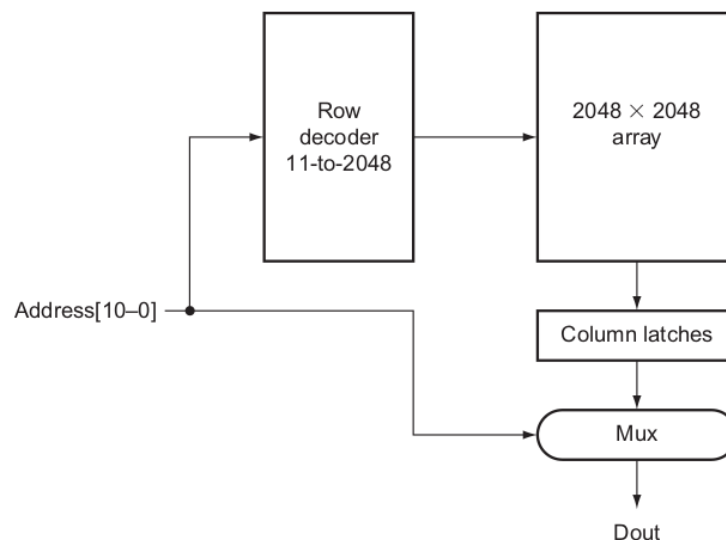 Row
decoder
11-to-2048
2048 × 2048
array
Address[10–0]
Column latches
Mux
Dout